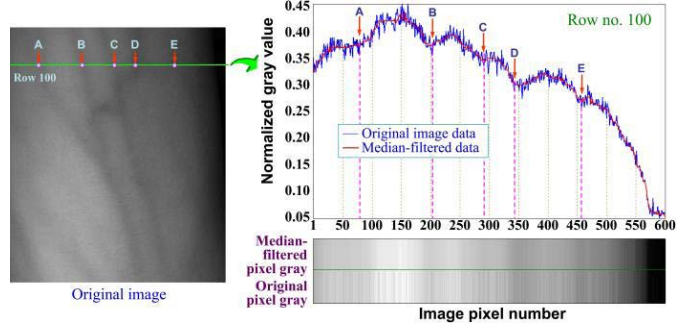 A B C D E
Row 100
Original image
Normalized gray value
0.45
0.40
0.35
0.30
0.25
0.20
0.15
0.10
0.05
Row no. 100
A
B
C
D
E
Original image data
Median-filtered data
1 50 100 150 200 250 300 350 400 450 500 550 600
Median-
filtered
pixel gray
Original
pixel gray
Image pixel number